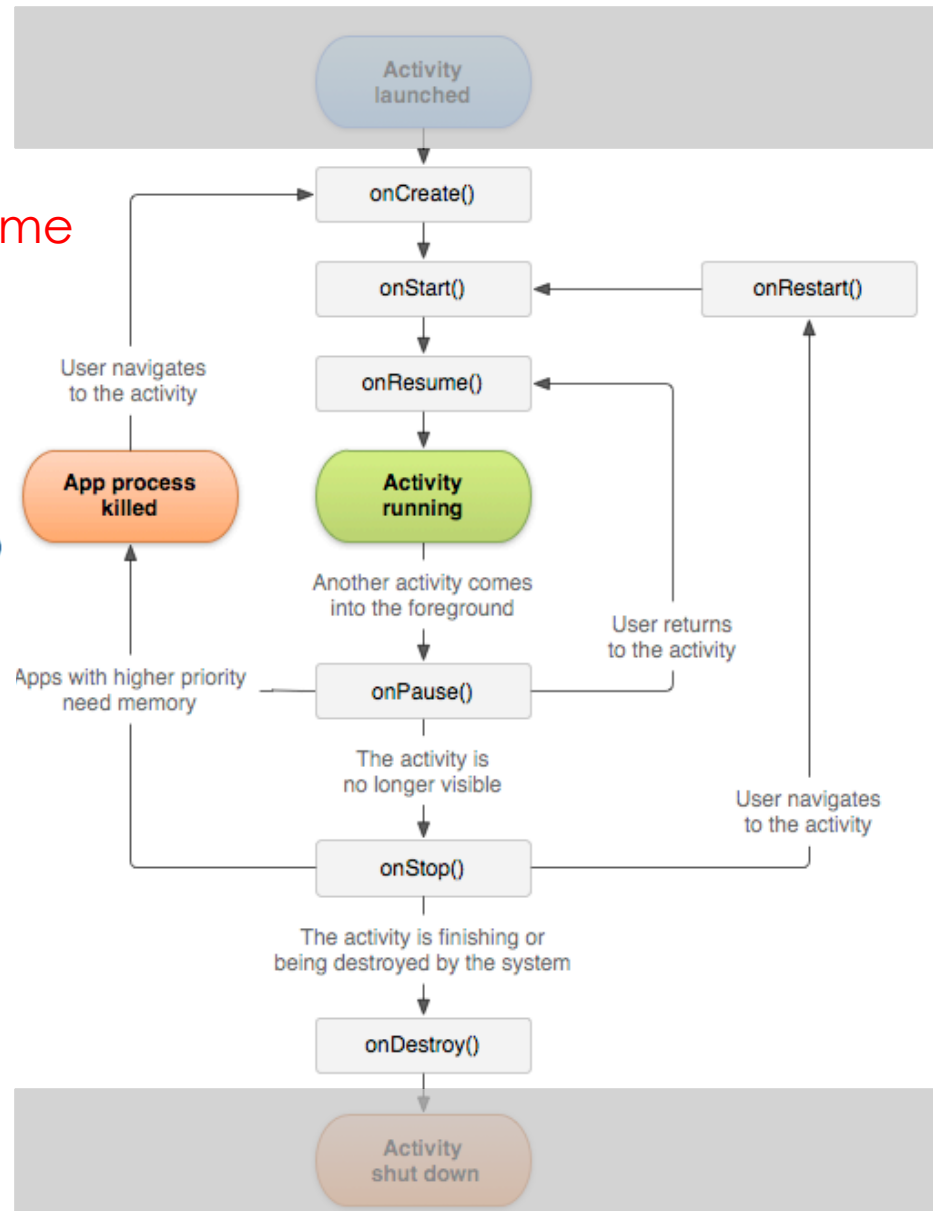 Activity
launched
onCreate()
me
onStart()
onRestart()
User navigates
to the activity
onResume()
App process
killed
Activity
running
Another activity comes
into the foreground
User returns
to the activity
Apps with higher priority
need memory
onPause()
The activity is
no longer visible
User navigates
to the activity
onStop()
The activity is finishing or
being destroyed by the system
onDestroy()
Activity
shut down